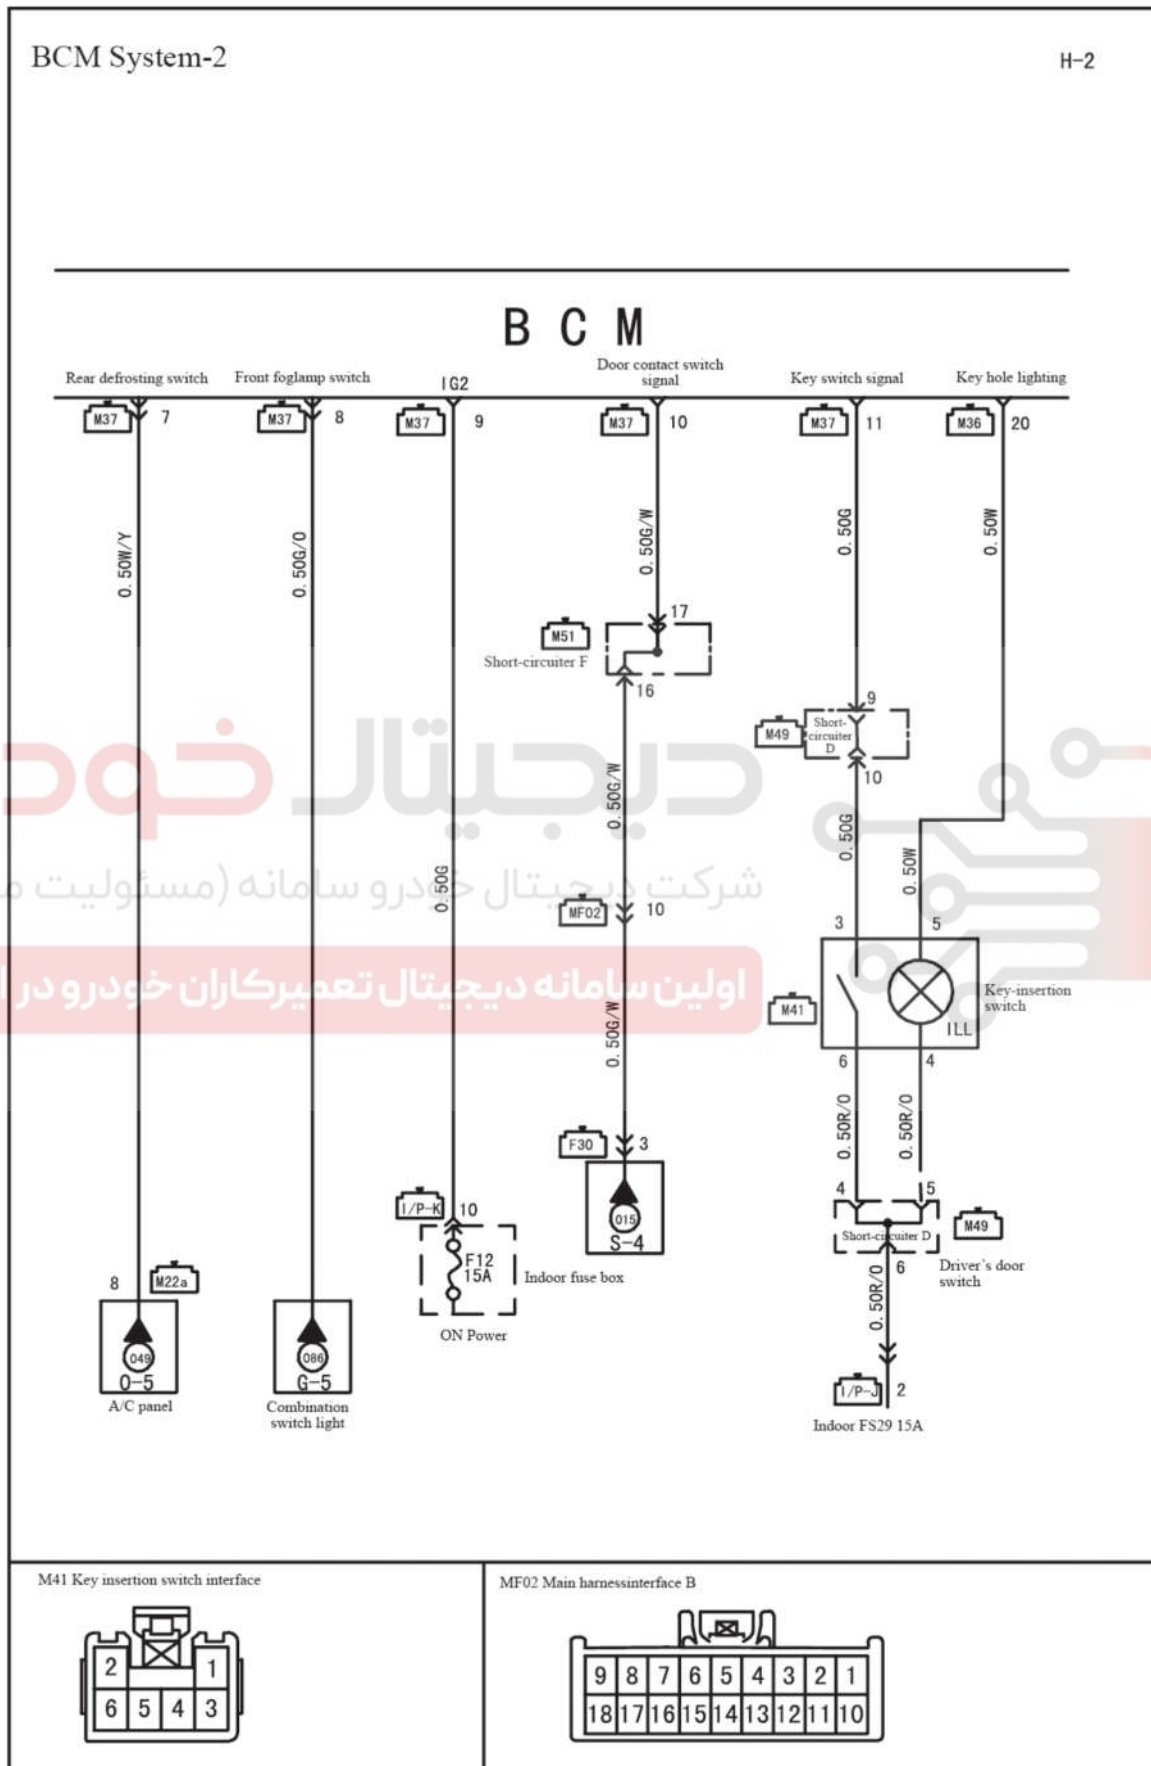 BCM System-2
H-2
BCM
Rear defrosting switch
Front foglamp switch
IG2
Door contact switch
signal
Key switch signal
Key hole lighting
M37 7
M37 8
M37 9
M37 10
M37 11
M36 20
0.50W/Y
0.50G/O
0.50G/W
0.50G
0.50W
17
M51
Short-circuiter F
16
9
M49
Short-
circuiter
D
10
دیجیتال خود
شرکت دیجیتال خودرو سامانه (مسئولیت م
اولین سامانه دیجیتال تعمیرکاران خودرو در ا
0.50G
0.50G/W
0.50G
0.50W
MF02 10
3
5
0.50G/W
M41
Key-insertion
switch
ILL
6
4
0.50R/O
0.50R/O
F30 3
015
S-4
4
5
Short-circuiter D
M49
6
Driver's door
switch
0.50R/O
I/P-K 10
F12
15A
Indoor fuse box
ON Power
8
M22a
049
O-5
A/C panel
086
G-5
Combination
switch light
I/P-J 2
Indoor FS29 15A
M41 Key insertion switch interface
2 1
6 5 4 3
MF02 Main harnessinterface B
9 8 7 6 5 4 3 2 1
18 17 16 15 14 13 12 11 10